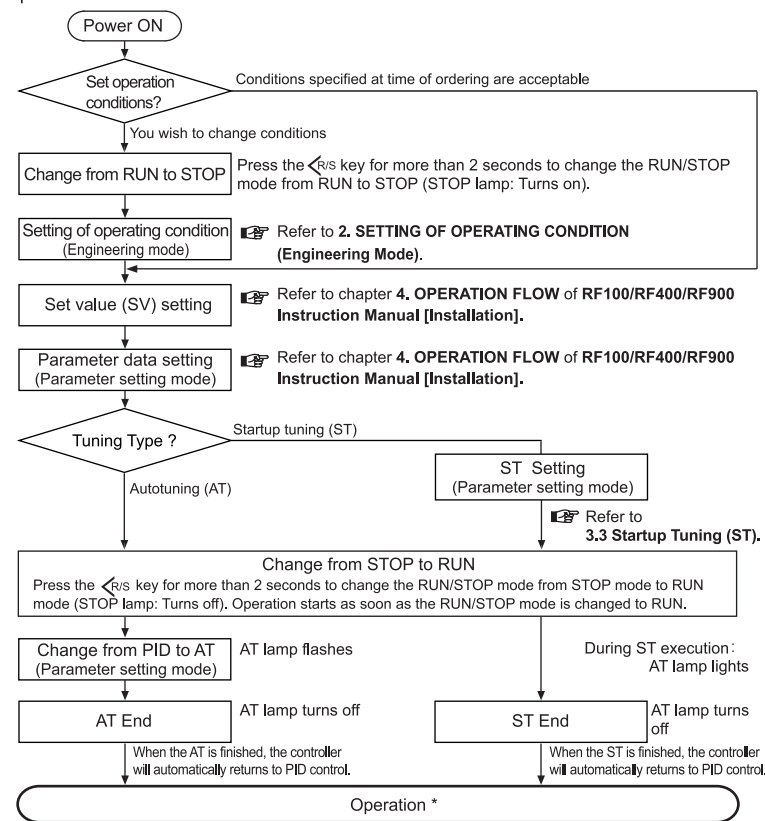 Power ON
Set operation
conditions?
Conditions specified at time of ordering are acceptable
You wish to change conditions
Change from RUN to STOP
Press the <R/S key for more than 2 seconds to change the RUN/STOP
mode from RUN to STOP (STOP lamp: Turns on).
Setting of operating condition
(Engineering mode)
Refer to 2. SETTING OF OPERATING CONDITION
(Engineering Mode).
Set value (SV) setting
Refer to chapter 4. OPERATION FLOW of RF100/RF400/RF900
Instruction Manual [Installation].
Parameter data setting
(Parameter setting mode)
Refer to chapter 4. OPERATION FLOW of RF100/RF400/RF900
Instruction Manual [Installation].
Tuning Type ?
Startup tuning (ST)
Autotuning (AT)
ST Setting
(Parameter setting mode)
Refer to
3.3 Startup Tuning (ST).
Change from STOP to RUN
Press the <R/S key for more than 2 seconds to change the RUN/STOP mode from STOP mode to RUN
mode (STOP lamp: Turns off). Operation starts as soon as the RUN/STOP mode is changed to RUN.
Change from PID to AT
(Parameter setting mode)
AT lamp flashes
During ST execution:
AT lamp lights
AT End
AT lamp turns off
ST End
AT lamp turns
off
When the AT is finished, the controller
will automatically returns to PID control.
When the ST is finished, the controller
will automatically returns to PID control.
Operation *